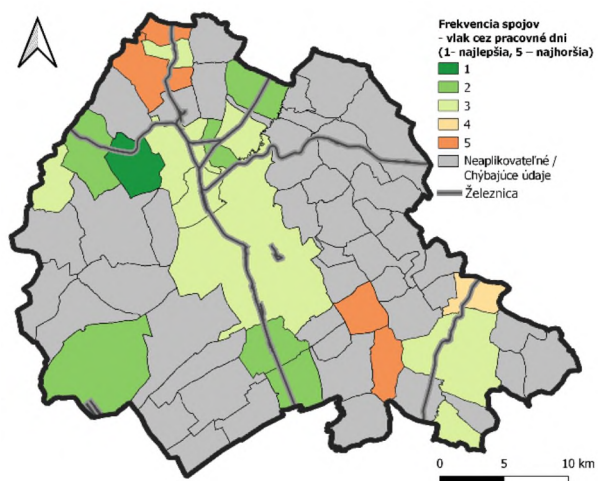 Frekvencia spojov
- vlak cez pracovné dni
(1- najlepšia, 5 – najhoršia)
1
2
3
4
5
Neaplikovateľné /
Chýbajúce údaje
Železnica
0 5 10 km